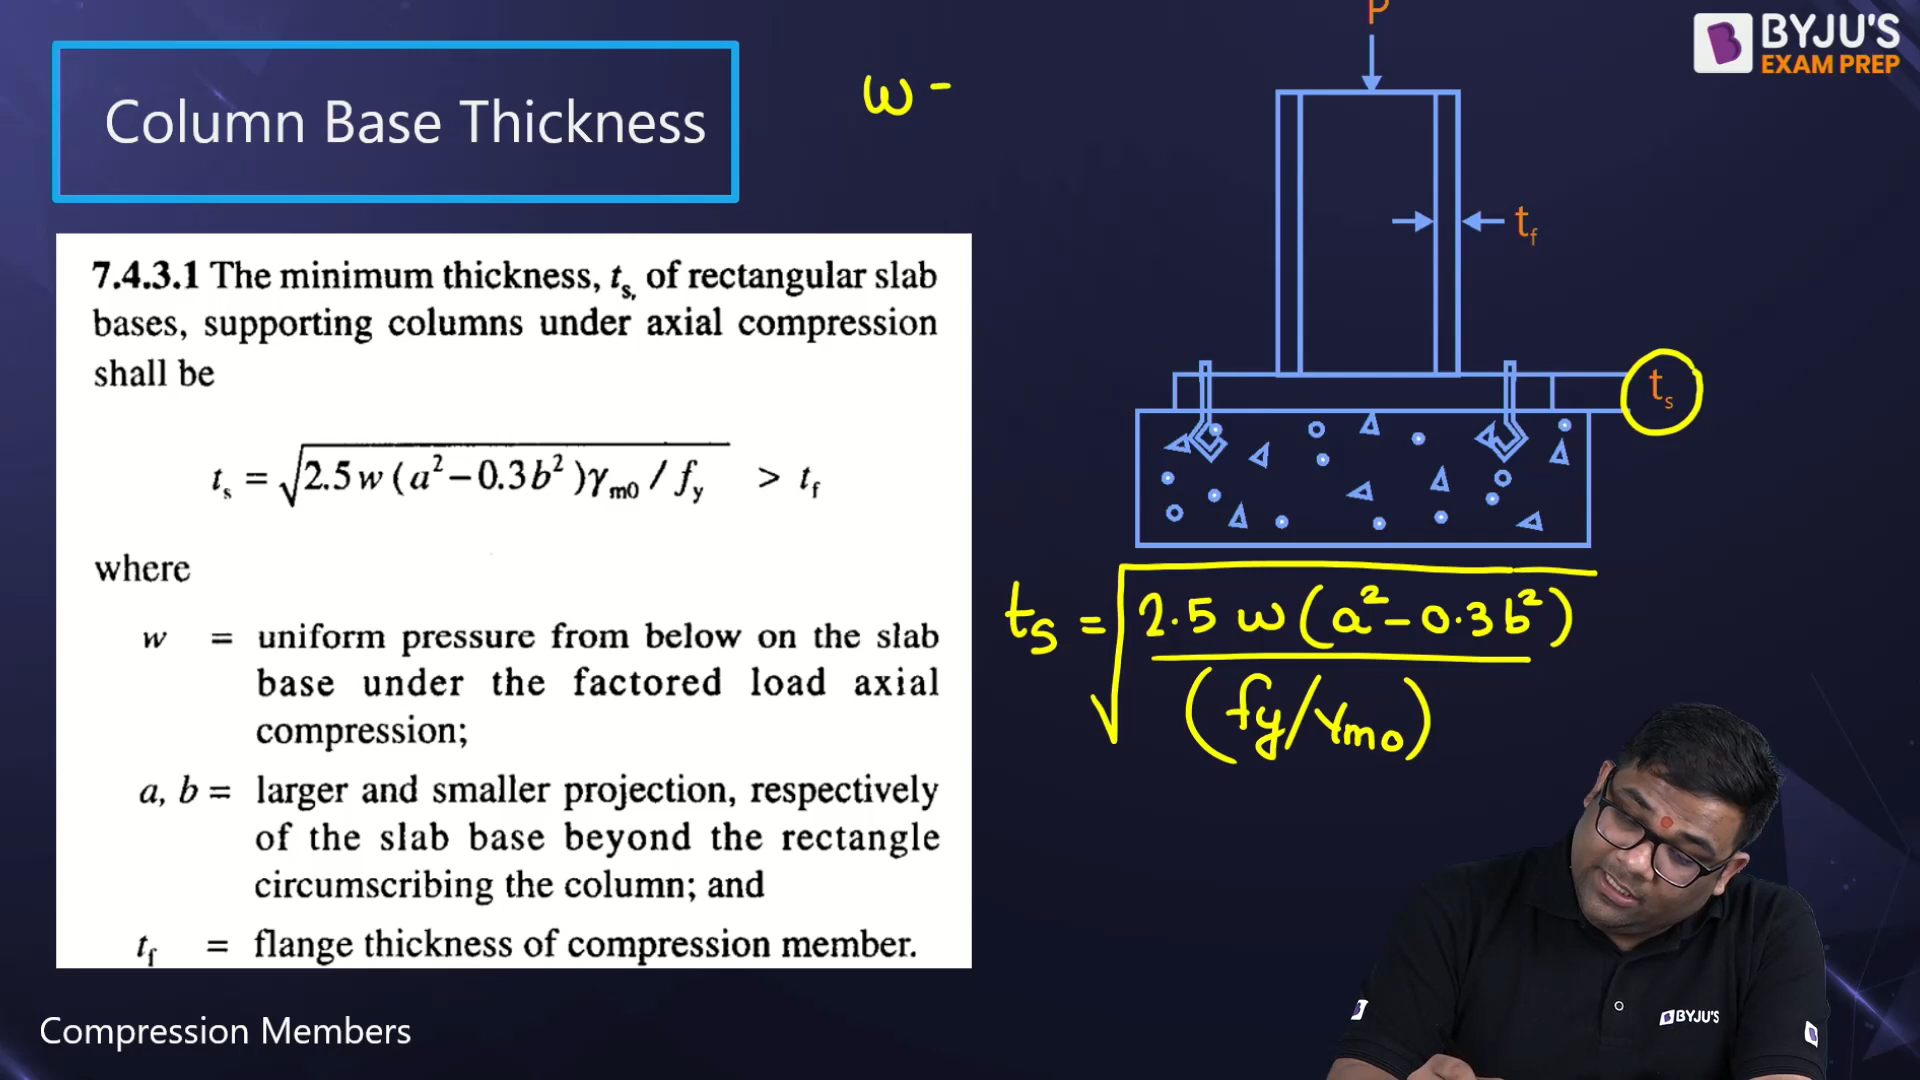 P
BYJU'S
EXAM PREP
Column Base Thickness
w -
t_f
7.4.3.1 The minimum thickness, t_s, of rectangular slab
bases, supporting columns under axial compression
shall be
t_s = √2.5 w (a² – 0.3 b²) γ_m0 / f_y > t_f
where
w = uniform pressure from below on the slab
base under the factored load axial
compression;
a, b = larger and smaller projection, respectively
of the slab base beyond the rectangle
circumscribing the column; and
t_f = flange thickness of compression member.
t_s
t_s = √2.5 w (a² - 0.3 b²)
(fy/γmo)
BYJU'S
Compression Members